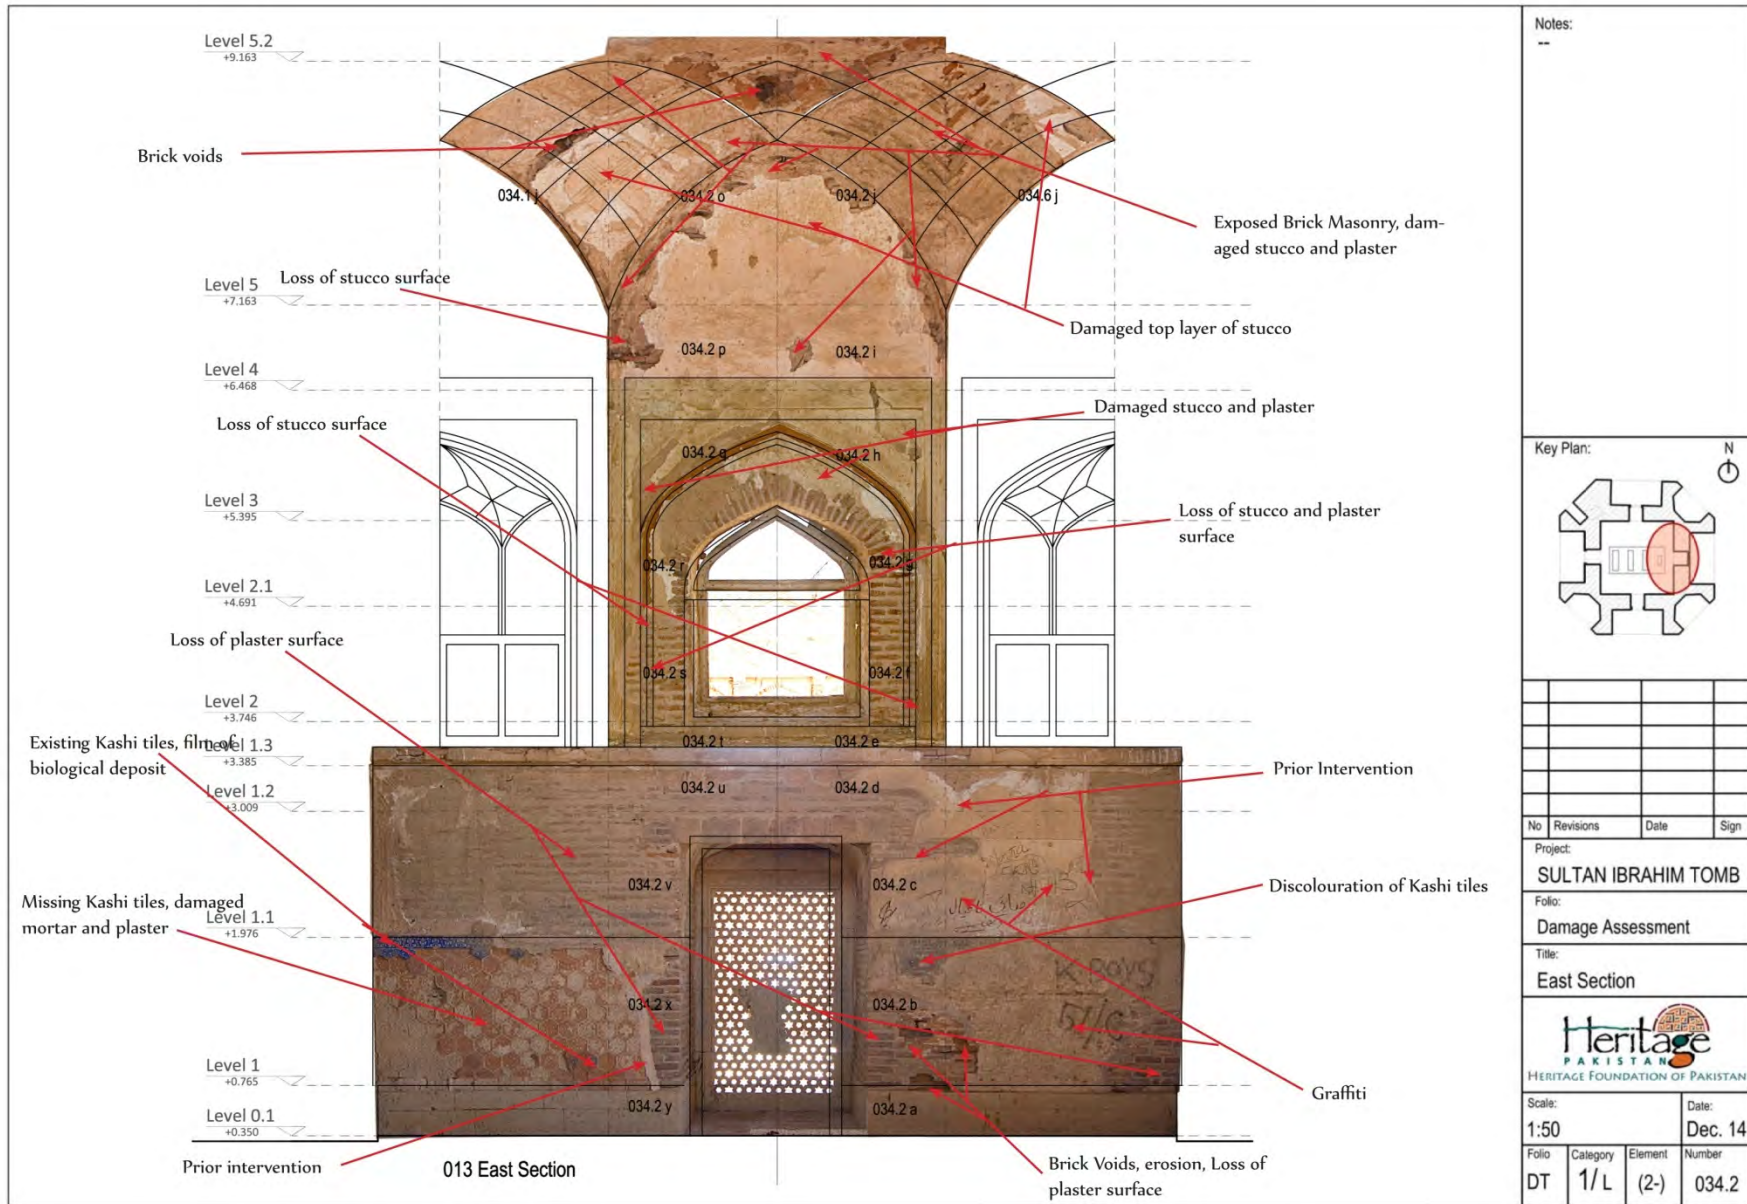 Level 5.2
+9.163
Brick voids
034.1 j
034.2 o
034.2 j
034.6 j
Exposed Brick Masonry, dam-
aged stucco and plaster
Level 5
+7.163
Loss of stucco surface
Damaged top layer of stucco
034.2 p
034.2 i
Level 4
+6.468
Loss of stucco surface
Damaged stucco and plaster
034.2 q
034.2 h
Level 3
+5.395
Loss of stucco and plaster
surface
034.2 r
034.2 g
Level 2.1
+4.691
Loss of plaster surface
034.2 s
034.2 f
Level 2
+3.746
034.2 t
034.2 e
Existing Kashi tiles, film of
biological deposit
Level 1.3
+3.385
Prior Intervention
034.2 u
034.2 d
Level 1.2
+3.009
034.2 v
034.2 c
Discolouration of Kashi tiles
Missing Kashi tiles, damaged
mortar and plaster
Level 1.1
+1.976
K BOYS
034.2 x
034.2 b
Level 1
+0.765
Graffiti
034.2 y
034.2 a
Level 0.1
+0.350
Prior intervention
013 East Section
Brick Voids, erosion, Loss of
plaster surface
Notes:
--
Key Plan:
N
No Revisions Date Sign
Project:
SULTAN IBRAHIM TOMB
Folio:
Damage Assessment
Title:
East Section
Heritage
PAKISTAN
HERITAGE FOUNDATION OF PAKISTAN
Scale:
1:50
Date:
Dec. 14
Folio
DT
Category
1/ L
Element
(2-)
Number
034.2